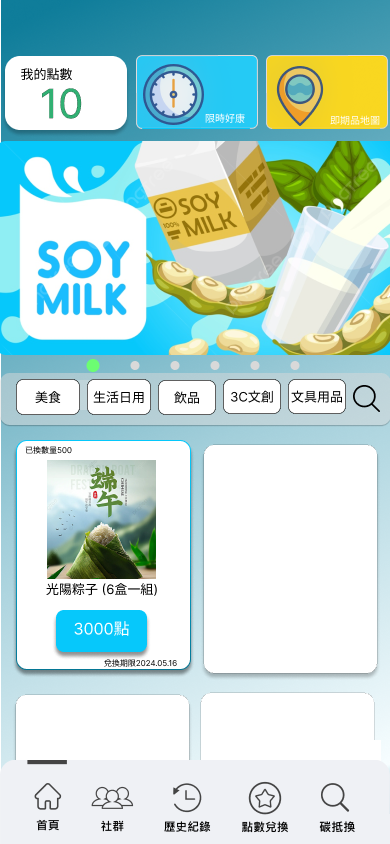 我的點數
10
限時好康
即期品地圖
SOY
MILK
SOY
100%
MILK
美食
生活日用
飲品
3C文創
文具用品
已換數量500
端午
光陽粽子 (6盒一組)
3000點
兌換期限2024.05.16
首頁
社群
歷史紀錄
點數兌換
碳抵換